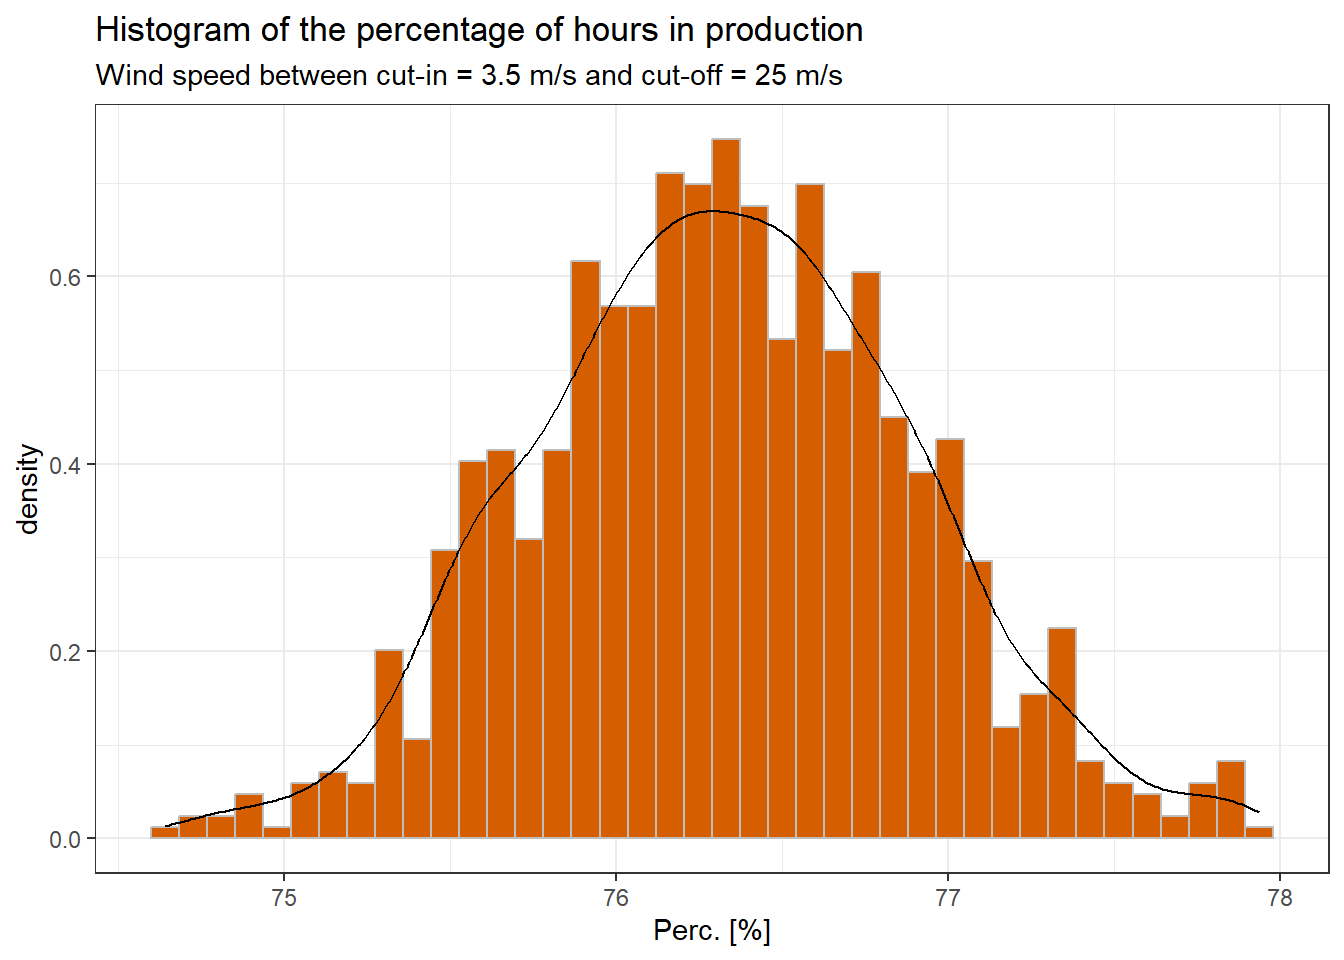 Histogram of the percentage of hours in production
Wind speed between cut-in = 3.5 m/s and cut-off = 25 m/s
density
0.6
0.4
0.2
0.0
75 76 77 78
Perc. [%]